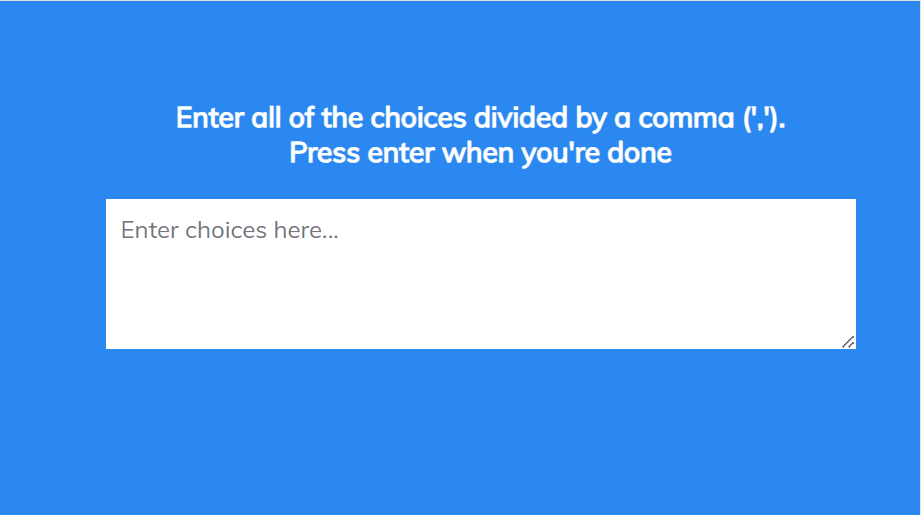 Enter all of the choices divided by a comma (',').
Press enter when you're done
Enter choices here...